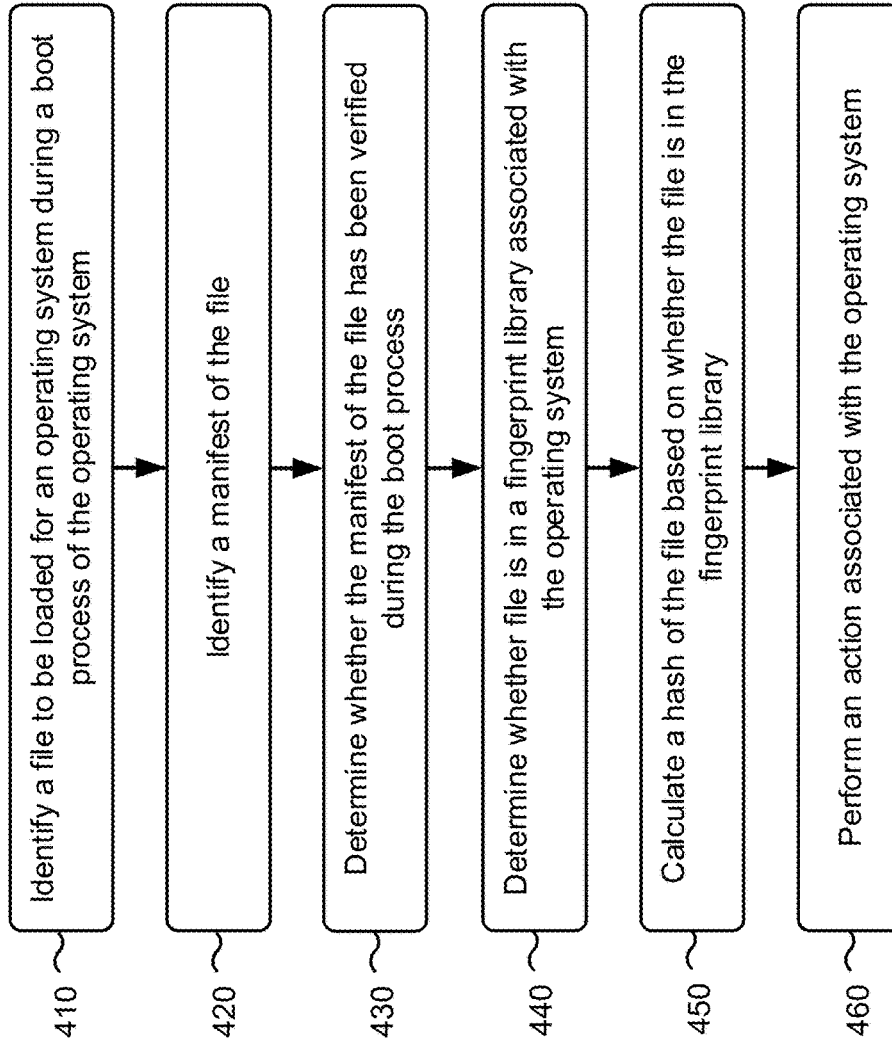 410
Identify a file to be loaded for an operating system during a boot
process of the operating system
420
Identify a manifest of the file
430
Determine whether the manifest of the file has been verified
during the boot process
440
Determine whether file is in a fingerprint library associated with
the operating system
450
Calculate a hash of the file based on whether the file is in the
fingerprint library
460
Perform an action associated with the operating system